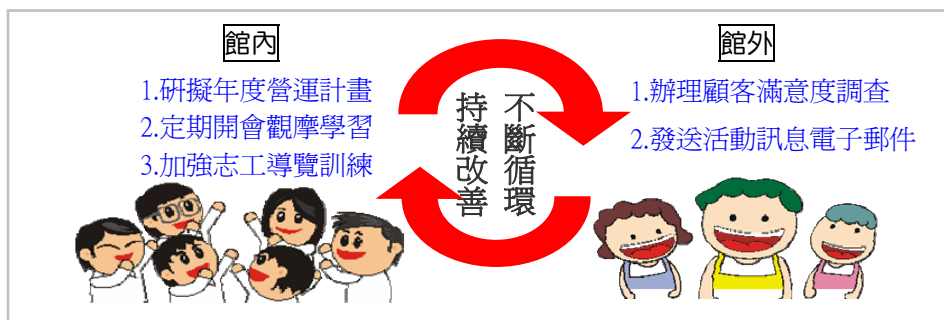 館內
1.研擬年度營運計畫
2.定期開會觀摩學習
3.加強志工導覽訓練
不斷循環
持續改善
館外
1.辦理顧客滿意度調查
2.發送活動訊息電子郵件